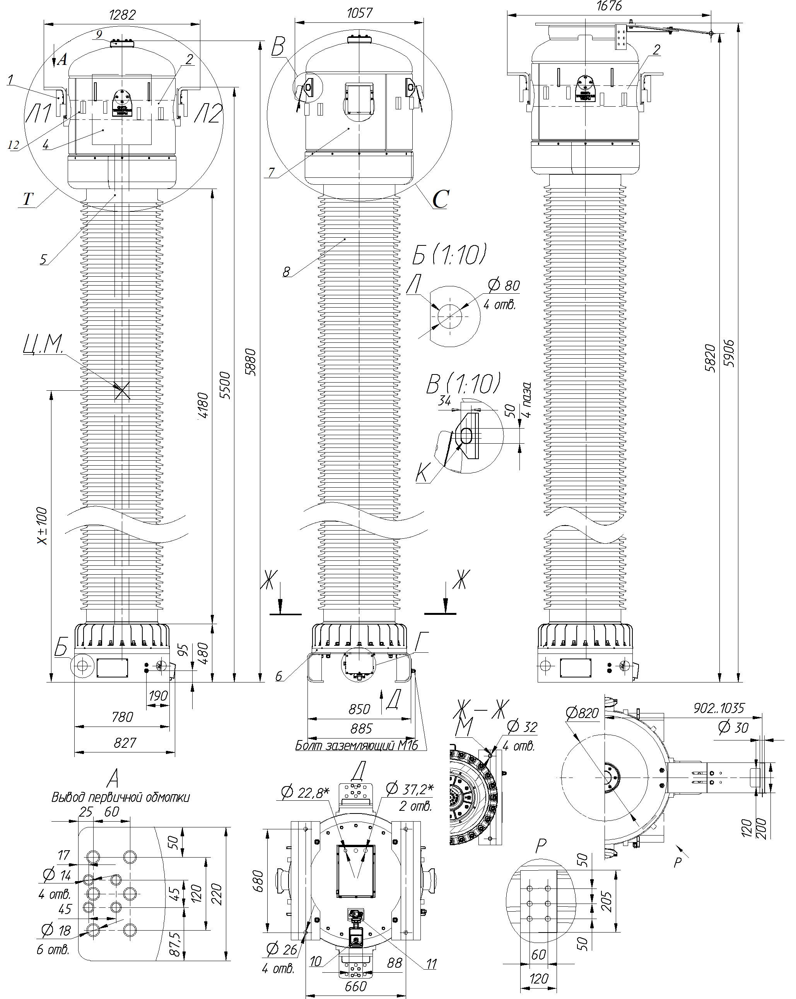 1282
1057
1676
9
A
2
1
Л1
Л2
12
4
T
5
Ц.М.
X±100
4180
5500
5880
В
7
С
8
Б (1:10)
Л
Ø 80
4 отв.
В (1:10)
34
50
4 паза
К
2
5820
5906
Ж
Ж
Б
95
480
190
780
827
Г
6
Д
850
885
Болт заземляющий М16
Ж – Ж
М
Ø 32
4 отв.
Ø820
902..1035
Ø 30
120
200
Р
А
Вывод первичной обмотки
25
60
50
17
Ø 14
4 отв.
45
Ø 18
6 отв.
45
120
220
87,5
Д
Ø 22,8*
Ø 37,2*
2 отв.
680
Ø 26
4 отв.
10
88
11
660
Р
50
205
50
60
120